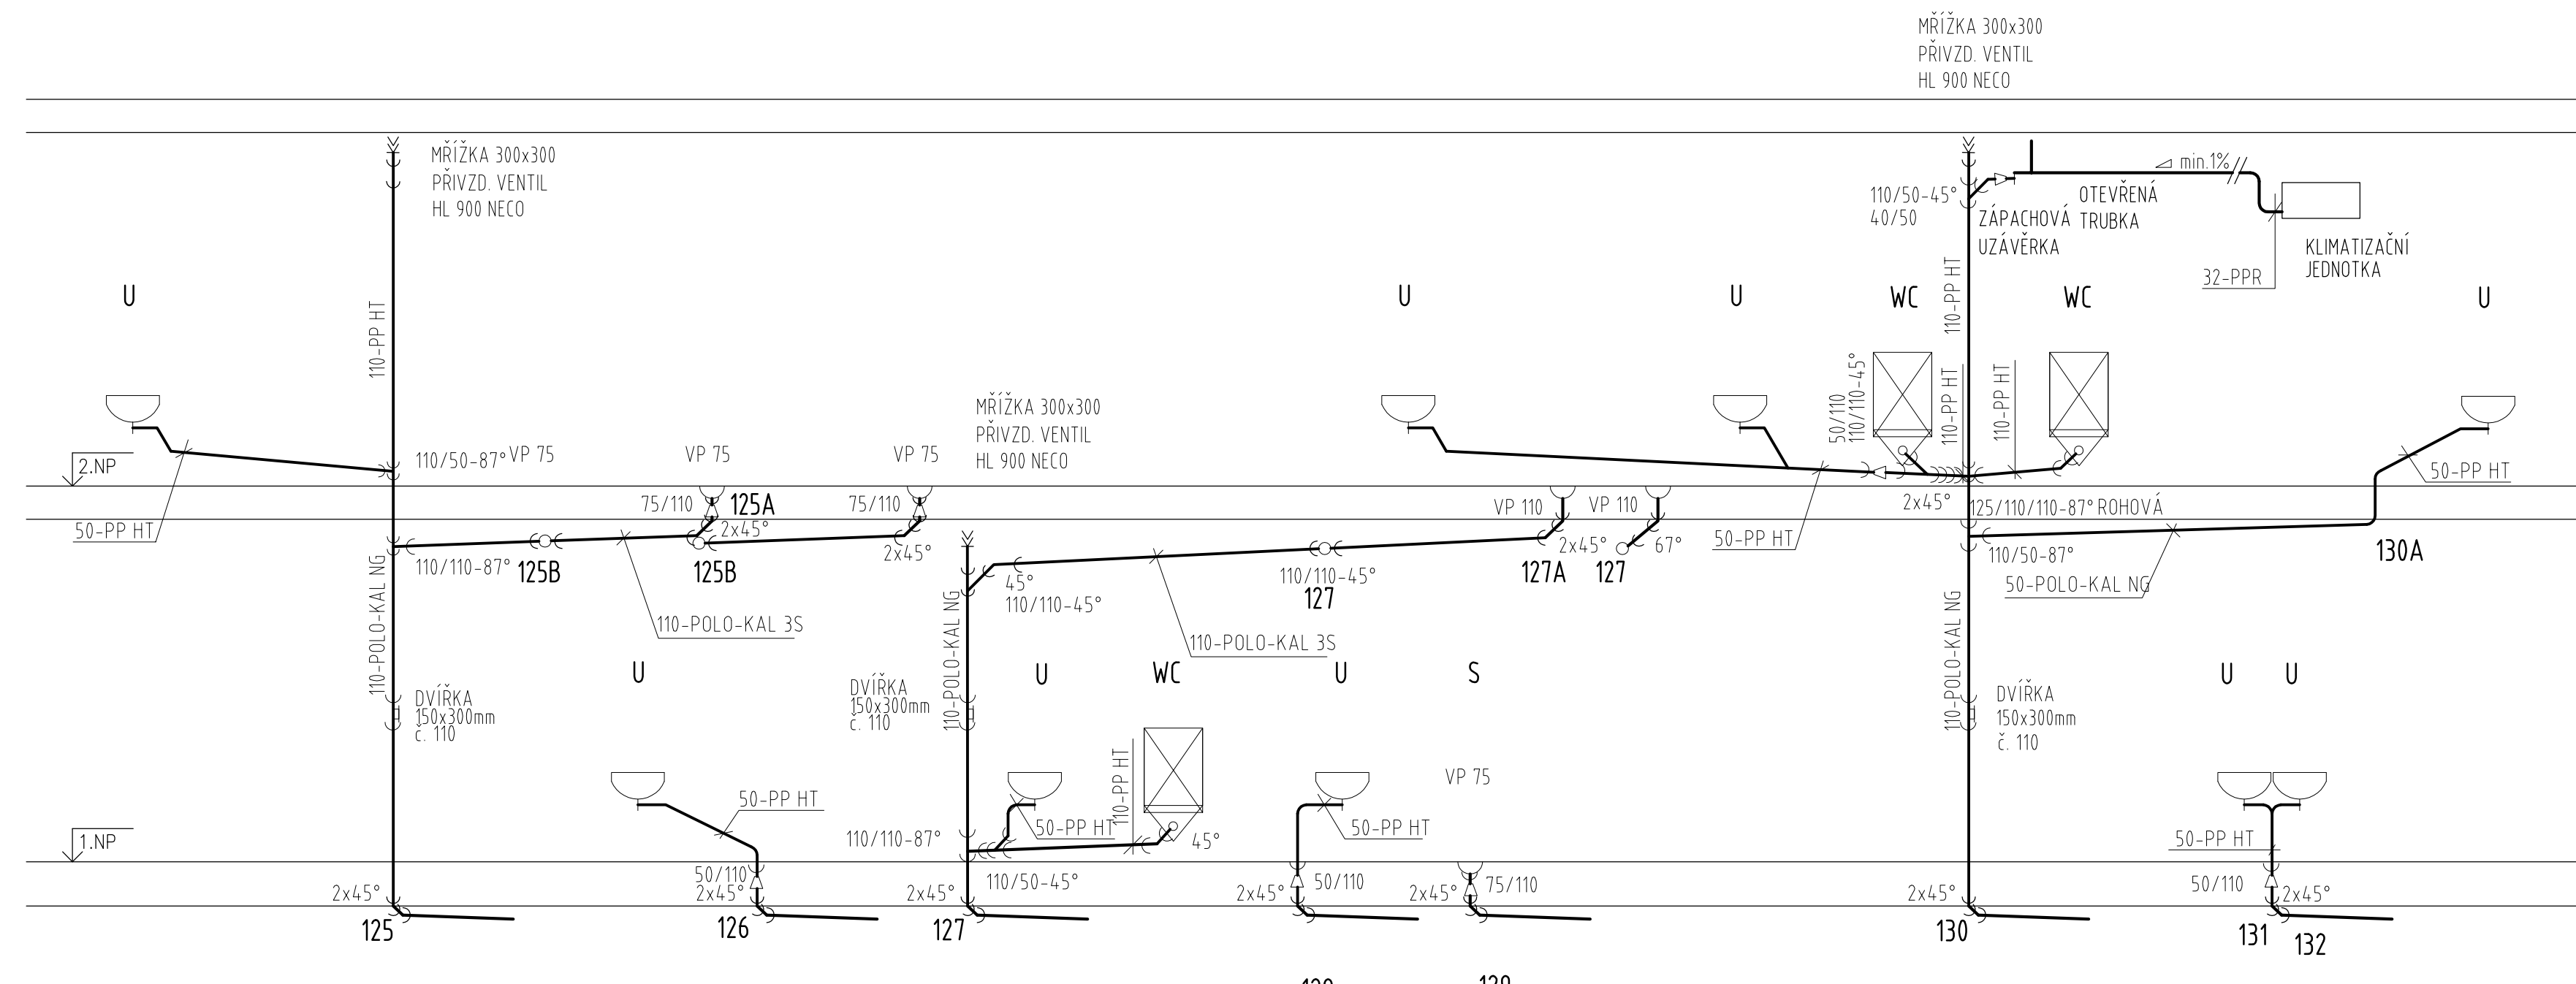 MŘÍŽKA 300x300
PŘIVZD. VENTIL
HL 900 NECO
MŘÍŽKA 300x300
PŘIVZD. VENTIL
HL 900 NECO
110/50-45°
40/50
ZÁPACHOVÁ
UZÁVĚRKA
OTEVŘENÁ
TRUBKA
min.1%
KLIMATIZAČNÍ
JEDNOTKA
32-PPR
U
U
U
WC
WC
U
110-PP HT
110-PP HT
50/110
110/110-45°
110-PP HT
110-PP HT
MŘÍŽKA 300x300
PŘIVZD. VENTIL
HL 900 NECO
2.NP
50-PP HT
110/50-87°
VP 75
VP 75
VP 75
75/110
125A
2x45°
75/110
2x45°
110/110-87°
125B
125B
110-POLO-KAL 3S
VP 110
VP 110
2x45°
67°
127A
127
50-PP HT
2x45°
125/110/110-87° ROHOVÁ
110/50-87°
50-POLO-KAL NG
50-PP HT
130A
45°
110/110-45°
110/110-45°
127
110-POLO-KAL 3S
110-POLO-KAL NG
110-POLO-KAL NG
110-POLO-KAL NG
U
U
WC
U
S
U
U
DVÍŘKA
150x300mm
č. 110
DVÍŘKA
150x300mm
č. 110
DVÍŘKA
150x300mm
č. 110
1.NP
50-PP HT
50/110
2x45°
110/110-87°
50-PP HT
110-PP HT
45°
110/50-45°
50-PP HT
VP 75
50/110
75/110
50-PP HT
50/110
2x45°
2x45°
2x45°
2x45°
2x45°
2x45°
125
126
127
130
131
132